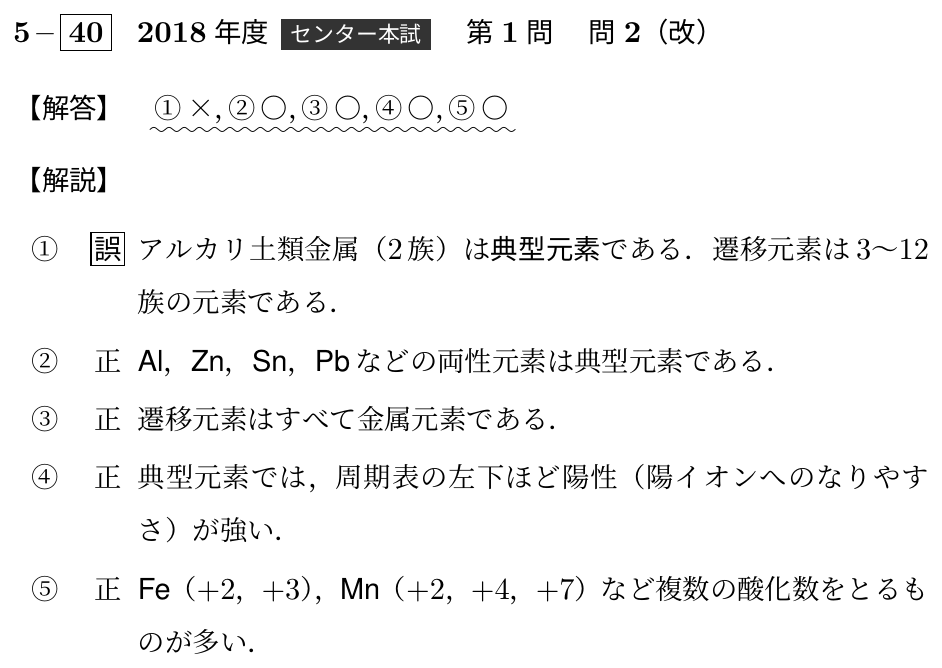 5－40 2018 年度 センター本試 第 1 問 問 2（改）
【解答】 ① ×, ② ○, ③ ○, ④ ○, ⑤ ○
【解説】
① 誤 アルカリ土類金属（2 族）は典型元素である．遷移元素は 3〜12
族の元素である．
② 正 Al，Zn，Sn，Pb などの両性元素は典型元素である．
③ 正 遷移元素はすべて金属元素である．
④ 正 典型元素では，周期表の左下ほど陽性（陽イオンへのなりやす
さ）が強い．
⑤ 正 Fe（+2，+3），Mn（+2，+4，+7）など複数の酸化数をとるも
のが多い．